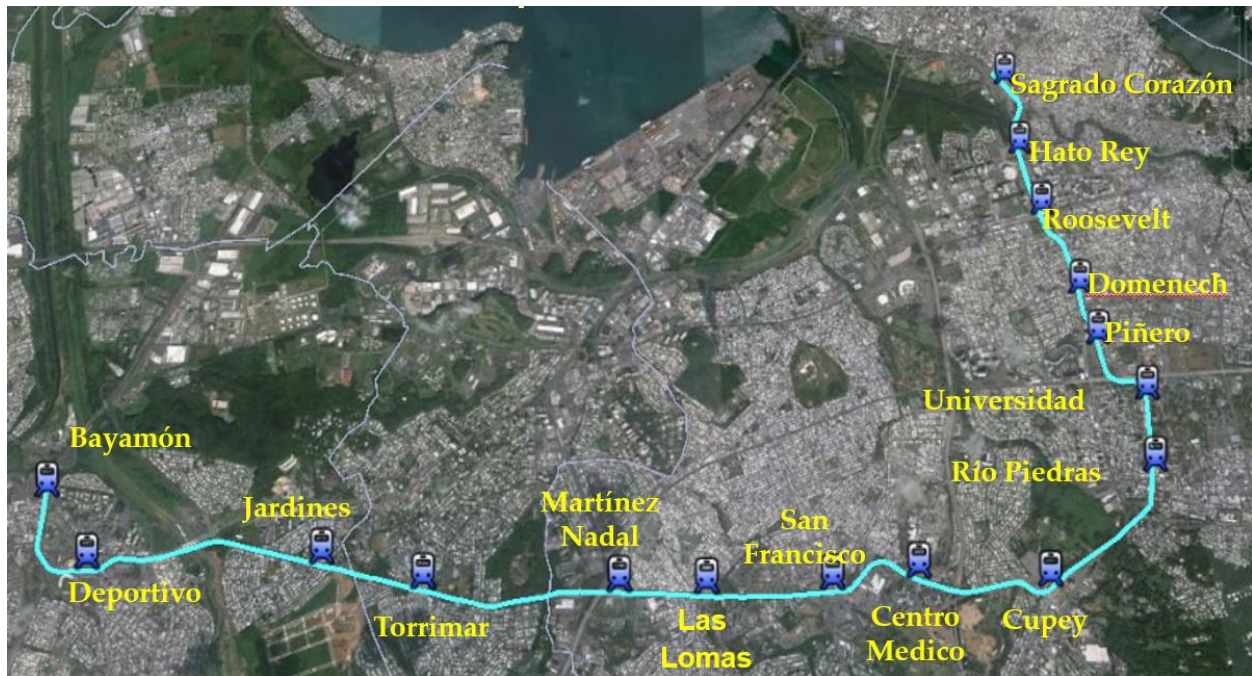 Sagrado Corazón
Hato Rey
Roosevelt
Domenech
Piñero
Universidad
Bayamón
Río Piedras
Jardines
Martínez
Nadal
San
Francisco
Deportivo
Torrimar
Las
Lomas
Centro
Medico
Cupey